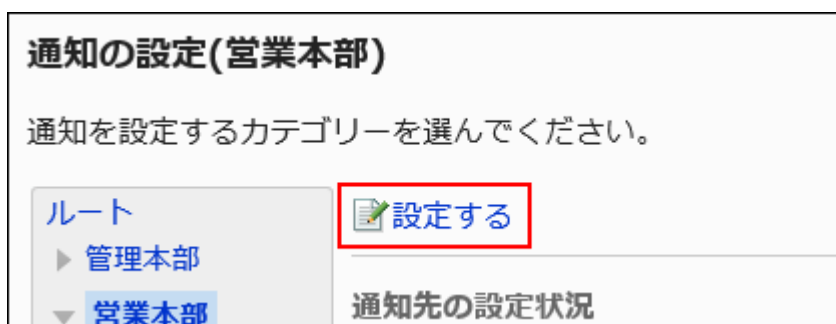 通知の設定(営業本部)
通知を設定するカテゴリーを選んでください。
ルート
設定する
管理本部
営業本部
通知先の設定状況